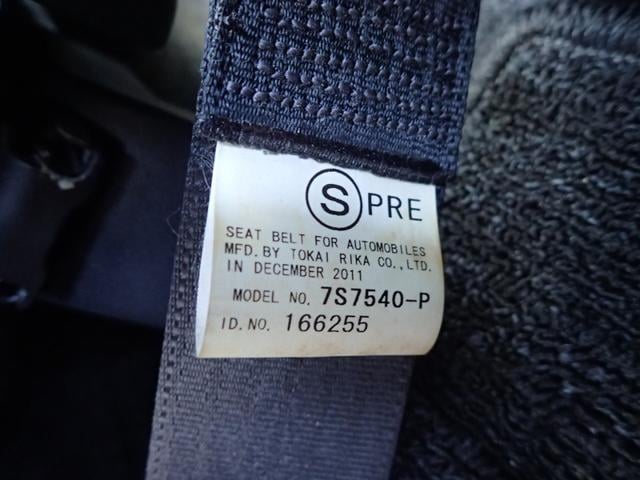 Ⓢ PRE
SEAT BELT FOR AUTOMOBILES
MFD. BY TOKAI RIKA CO., LTD.
IN DECEMBER 2011
MODEL NO. 7S7540-P
ID. NO. 166255